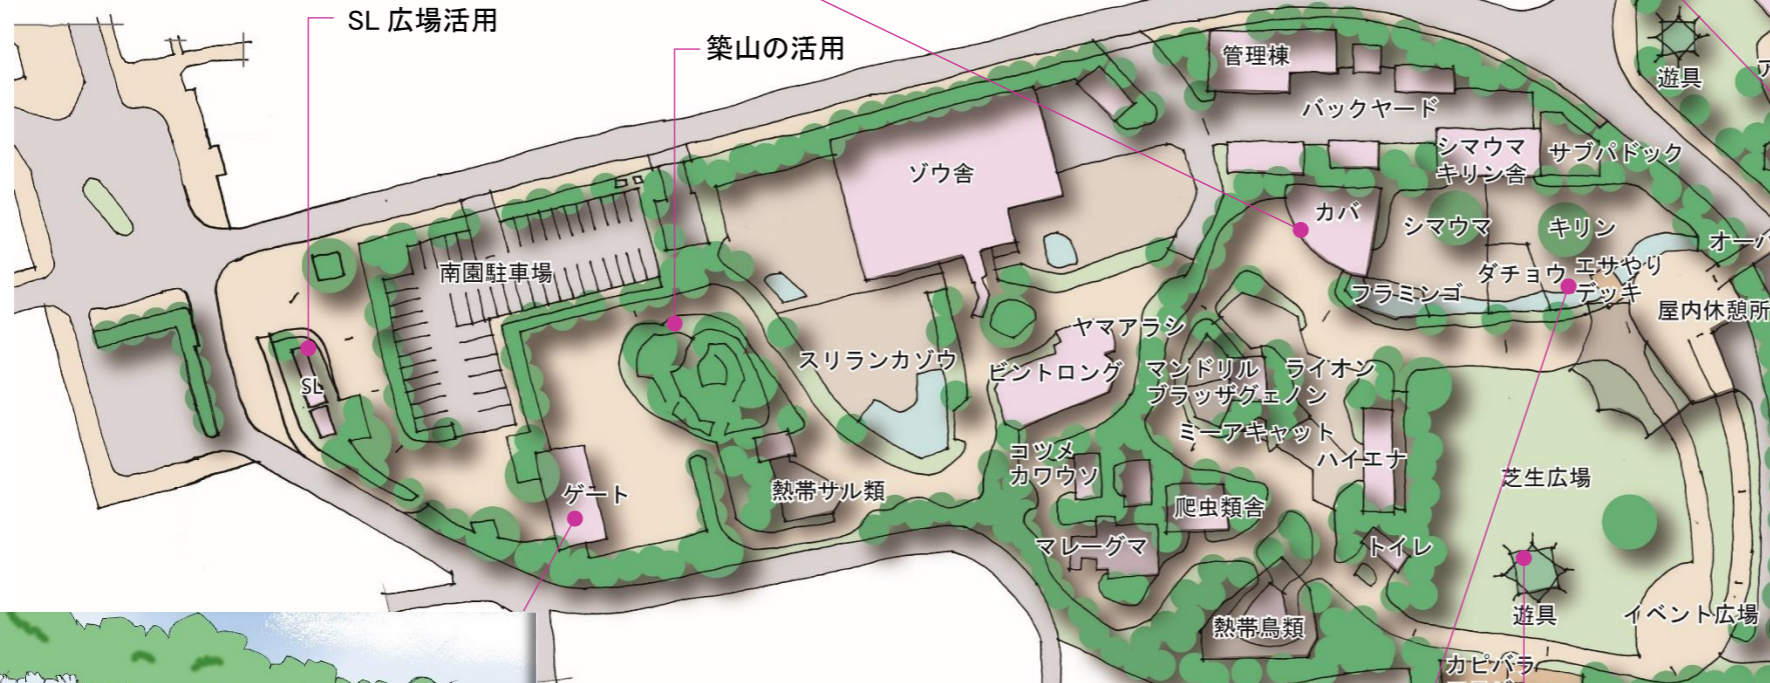 SL 広場活用
築山の活用
管理棟
遊具
バックヤード
シマウマ
キリン舎
サブパドック
ゾウ舎
カバ
シマウマ
キリン
南園駐車場
ダチョウ
エサやり
デッキ
フラミンゴ
屋内休憩所
ヤマアラシ
スリランカゾウ
ビントロング
マンドリル
ブラッザグェノン
ライオン
SL
ミーアキャット
コツメ
カワウソ
ハイエナ
芝生広場
ゲート
熱帯サル類
爬虫類舎
マレーグマ
トイレ
遊具
イベント広場
熱帯鳥類
カピバラ